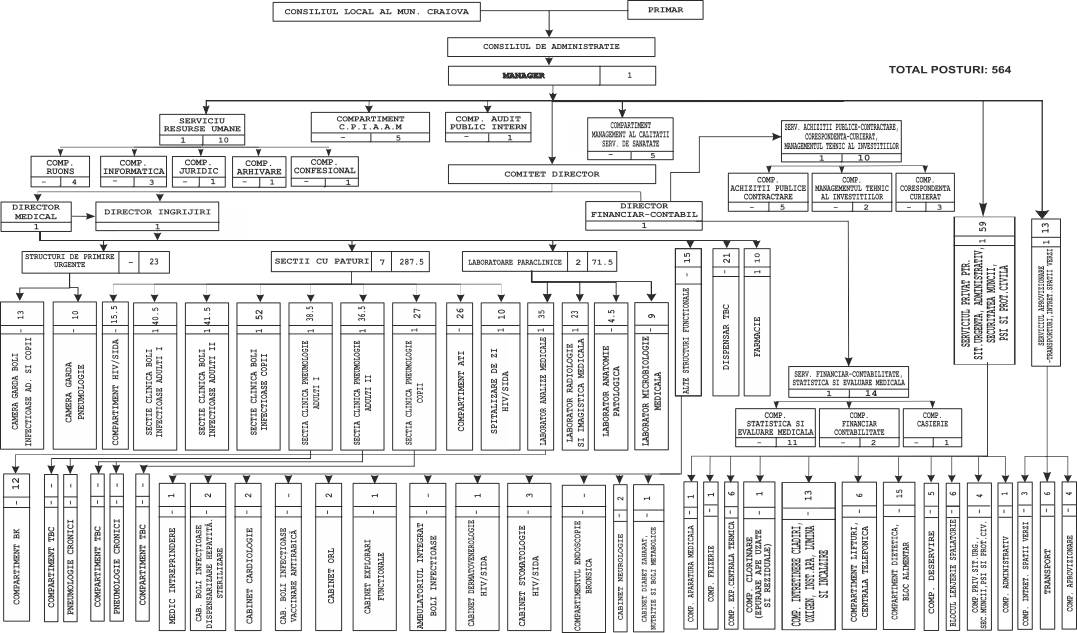 CONSILIUL LOCAL AL MUN. CRAIOVA
PRIMAR
CONSILIUL DE ADMINISTRATIE
MANAGER 1
TOTAL POSTURI: 564
SERVICIU
RESURSE UMANE
1 10
COMPARTIMENT
C.P.I.A.A.M
- 5
COMP. AUDIT
PUBLIC INTERN
- 1
COMPARTIMENT
MANAGEMENT AL CALITATII
SERV. DE SANATATE
- 5
SERV. ACHIZITII PUBLICE-CONTRACTARE,
CORESPONDENTA-CURIERAT,
MANAGEMENTUL TEHNIC AL INVESTITIILOR
1 10
COMP.
RUONS
- 4
COMP.
INFORMATICA
- 3
COMP.
JURIDIC
- 1
COMP.
ARHIVARE
- 1
COMP.
CONFESIONAL
- 1
COMITET DIRECTOR
COMP.
ACHIZITII PUBLICE
CONTRACTARE
- 5
COMP.
MANAGEMENTUL TEHNIC
AL INVESTITIILOR
- 2
COMP.
CORESPONDENTA
CURIERAT
- 3
DIRECTOR
MEDICAL
1
DIRECTOR INGRIJIRI
1
DIRECTOR
FINANCIAR-CONTABIL
1
STRUCTURI DE PRIMIRE
URGENTE
- 23
SECTII CU PATURI 7 287.5
LABORATOARE PARACLINICE 2 71.5
ALTE STRUCTURI FUNCTIONALE - 15
DISPENSAR TBC - 21
FARMACIE 1 10
SERVICIUL PRIVAT PTR.
SIT.URGENTA, ADMINISTRATIV,
SECURITATEA MUNCII,
PSI SI PROT.CIVILA
1 59
SERVICIUL APROVIZIONARE
-TRANSPORTURI,INTRET.SPATII VERZI
1 13
CAMERA GARDA BOLI
INFECTIOASE AD. SI COPII
- 13
CAMERA GARDA
PNEUMOLOGIE
- 10
COMPARTIMENT HIV/SIDA - 15.5
SECTIE CLINICA BOLI
INFECTIOASE ADULTI I
1 40.5
SECTIE CLINICA BOLI
INFECTIOASE ADULTI II
1 41.5
SECTIE CLINICA BOLI
INFECTIOASE COPII
1 52
SECTIA CLINICA PNEUMOLOGIE
ADULTI I
1 38.5
SECTIA CLINICA PNEUMOLOGIE
ADULTI II
1 36.5
SECTIA CLINICA PNEUMOLOGIE
COPII
1 27
COMPARTIMENT ATI - 26
SPITALIZARE DE ZI
HIV/SIDA
- 10
LABORATOR ANALIZE MEDICALE 1 35
LABORATOR RADIOLOGIE
SI IMAGISTICA MEDICALA
1 23
LABORATOR ANATOMIE
PATOLOGICA
- 4.5
LABORATOR MICROBIOLOGIE
MEDICALA
- 9
SERV. FINANCIAR-CONTABILITATE,
STATISTICA SI EVALUARE MEDICALA
1 14
COMP.
STATISTICA SI
EVALUARE MEDICALA
- 11
COMP.
FINANCIAR
CONTABILITATE
- 2
COMP.
CASIERIE
- 1
COMPARTIMENT BK - 12
COMPARTIMENT TBC - -
PNEUMOLOGIE CRONICI - -
COMPARTIMENT TBC - -
PNEUMOLOGIE CRONICI - -
COMPARTIMENT TBC - -
MEDIC INTREPRINDERE - 1
CAB. BOLI INFECTIOASE
DISPENSARIZARE HEPATITĂ,
STERILIZARE
- 2
CABINET CARDIOLOGIE - 2
CAB. BOLI INFECTIOASE
VACCINARE ANTIRABICĂ
- -
CABINET ORL - 2
CABINET EXPLORARI
FUNCTIONALE
- 1
AMBULATORIUL INTEGRAT
BOLI INFECTIOASE
- -
CABINET DERMATOVENEROLOGIE
HIV/SIDA
- 1
CABINET STOMATOLOGIE
HIV/SIDA
- 3
COMPARTIMENTUL ENDOSCOPIE
BRONSICA
- -
CABINET NEUROLOGIE - 2
CABINET DIABET ZAHARAT,
NUTRITIE SI BOLI METABOLICE
- 1
COMP. APARATURA MEDICALA - 1
COMP. FRIZERIE - 1
COMP. EXP.CENTRALA TERMICA - 6
COMP. CLORINARE
(EPURARE APE UZATE
SI REZIDUALE)
- 1
COMP. INTRETINERE CLADIRI,
OXIGEN, INST.APA, LUMINA
SI INCALZIRE
- 13
COMPARTIMENT LIFTURI,
CENTRALA TELEFONICA
- 6
COMPARTIMENT DIETETICA,
BLOC ALIMENTAR
- 15
COMP. DESERVIRE - 5
BLOCUL LENJERIE SPALATORIE - 6
COMP.PRIV.SIT.URG.,
SEC.MUNCII,PSI SI PROT.CIV.
- 4
COMP. ADMINISTRATIV - 1
COMP. INTRET. SPATII VERZI - 3
TRANSPORT - 6
COMP. APROVIZIONARE - 4